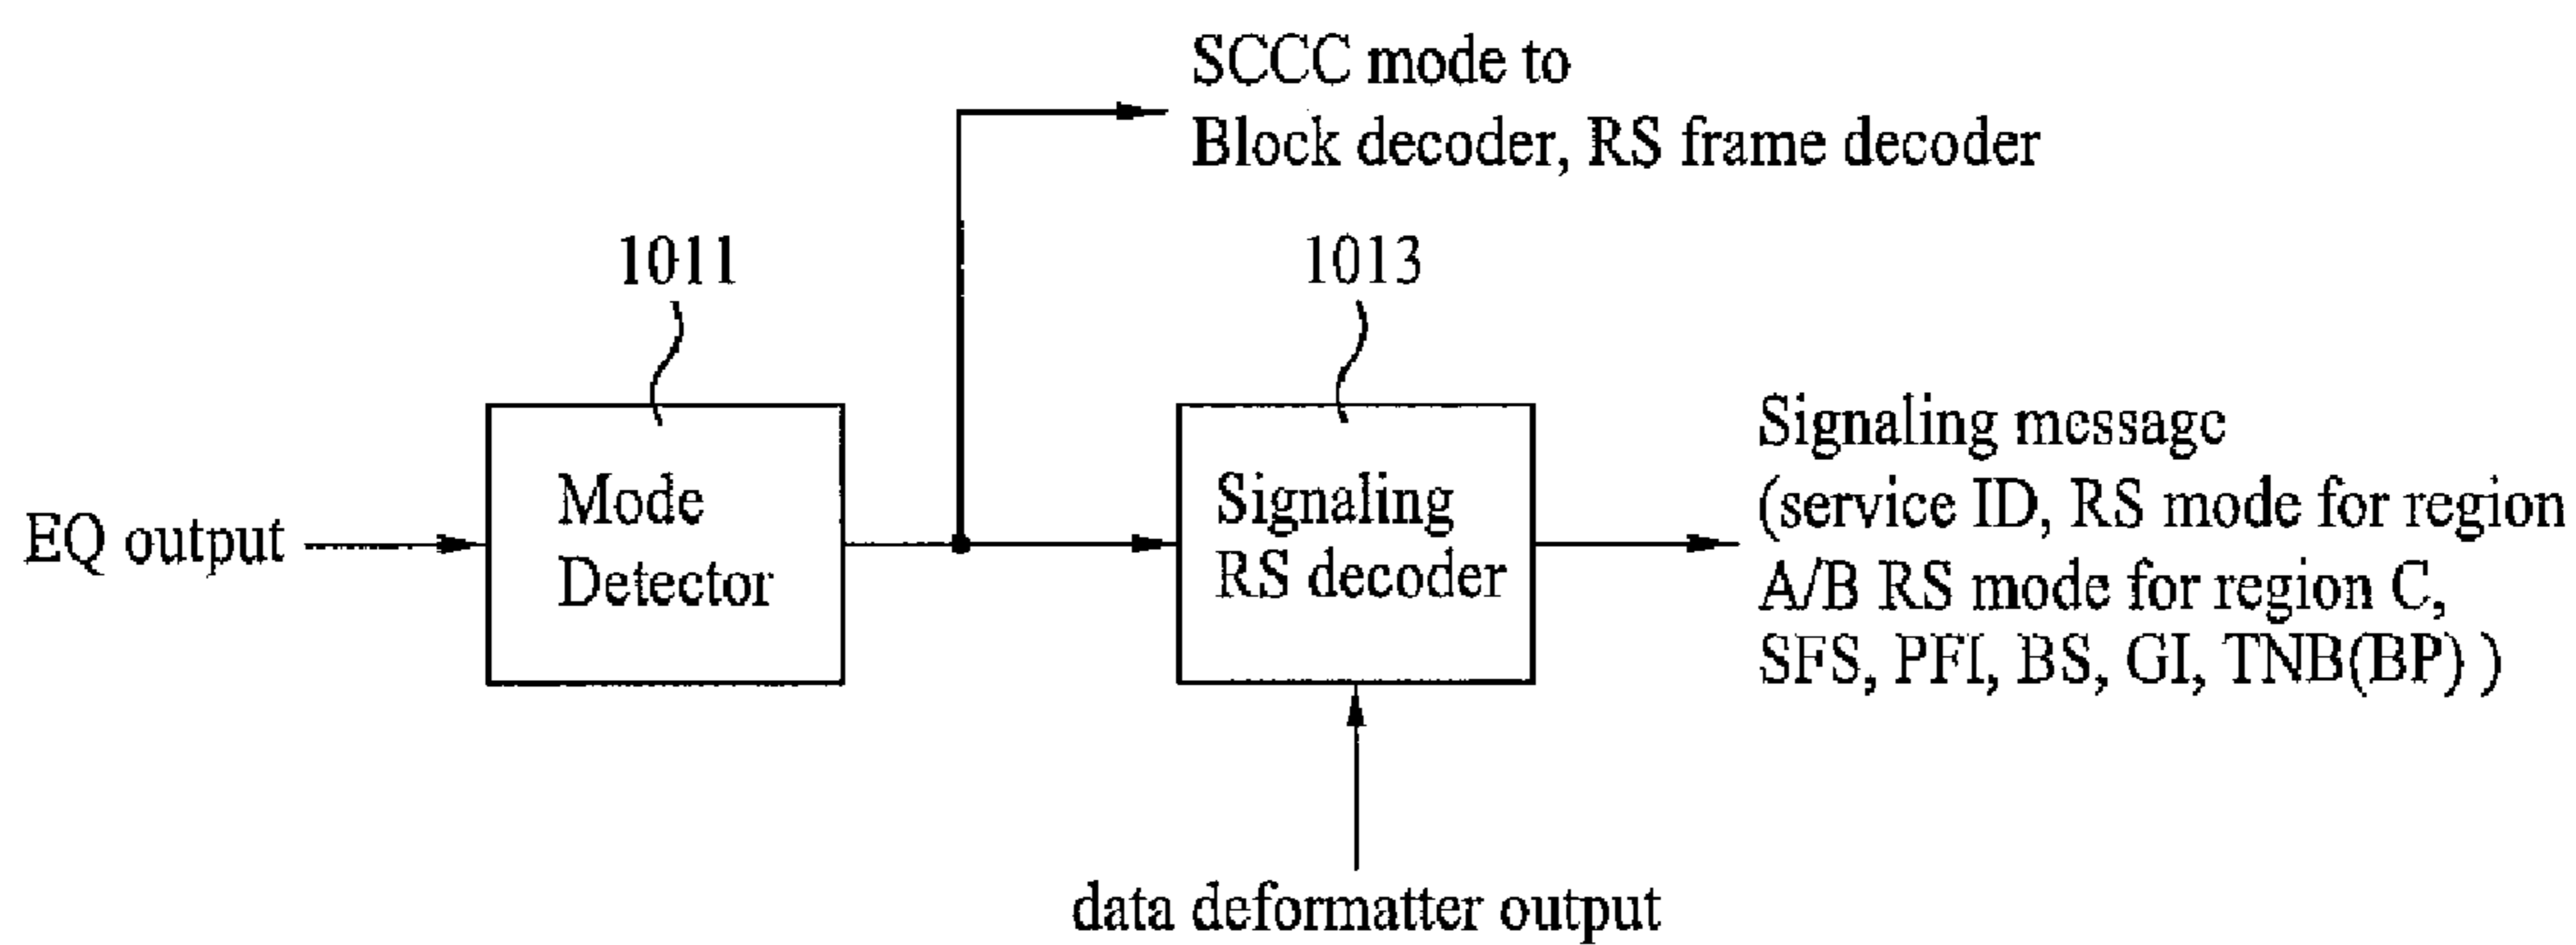 SCCC mode to
Block decoder, RS frame decoder
1011
1013
EQ output
Mode
Detector
Signaling
RS decoder
Signaling message
(service ID, RS mode for region
A/B RS mode for region C,
SFS, PFI, BS, GI, TNB(BP) )
data deformatter output